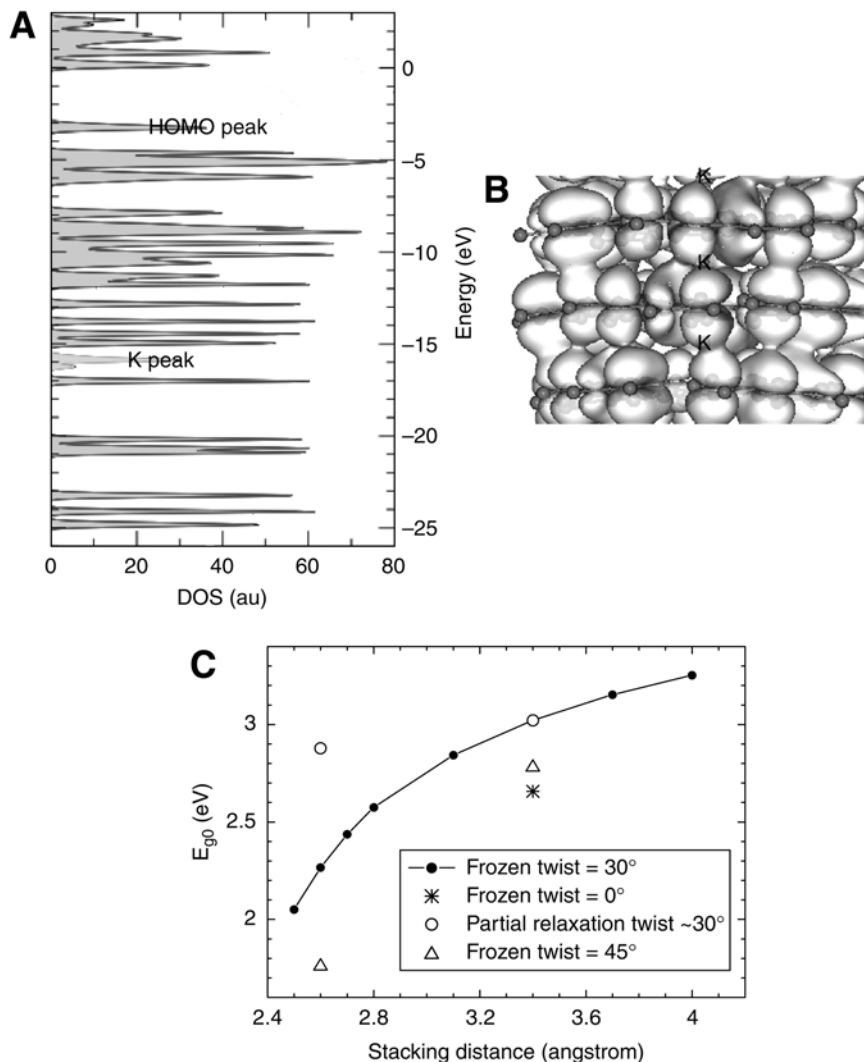 A
0
HOMO peak
−5
−10
Energy (eV)
−15
K peak
−20
−25
0 20 40 60 80
DOS (au)
B
K
K
K
C
3
2.5
2
E_g0 (eV)
Frozen twist = 30°
Frozen twist = 0°
Partial relaxation twist ~30°
Frozen twist = 45°
2.4 2.8 3.2 3.6 4
Stacking distance (angstrom)